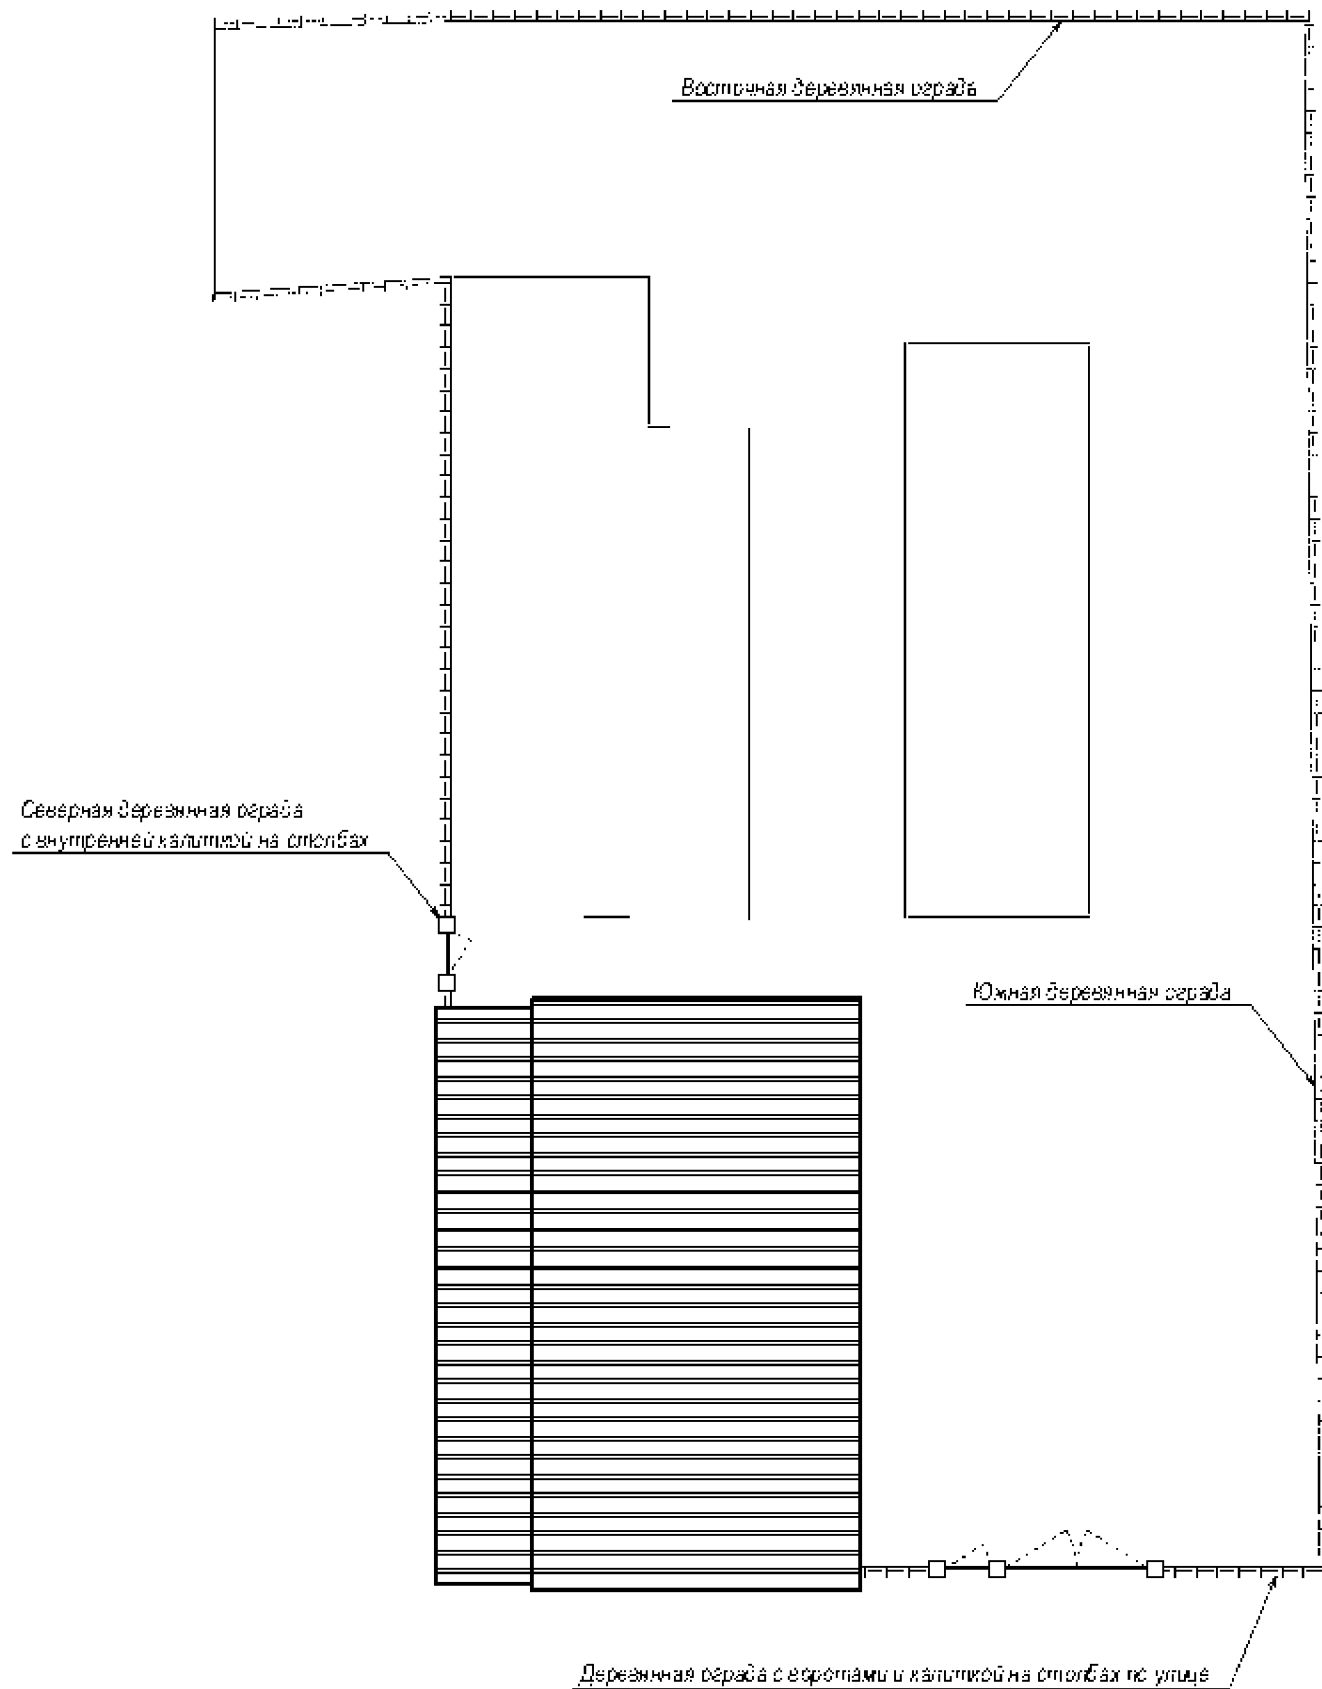 Восточная деревянная ограда
Северная деревянная ограда
с внутренней калиткой на столбах
Южная деревянная ограда
Деревянная ограда с воротами и калиткой на столбах по улице